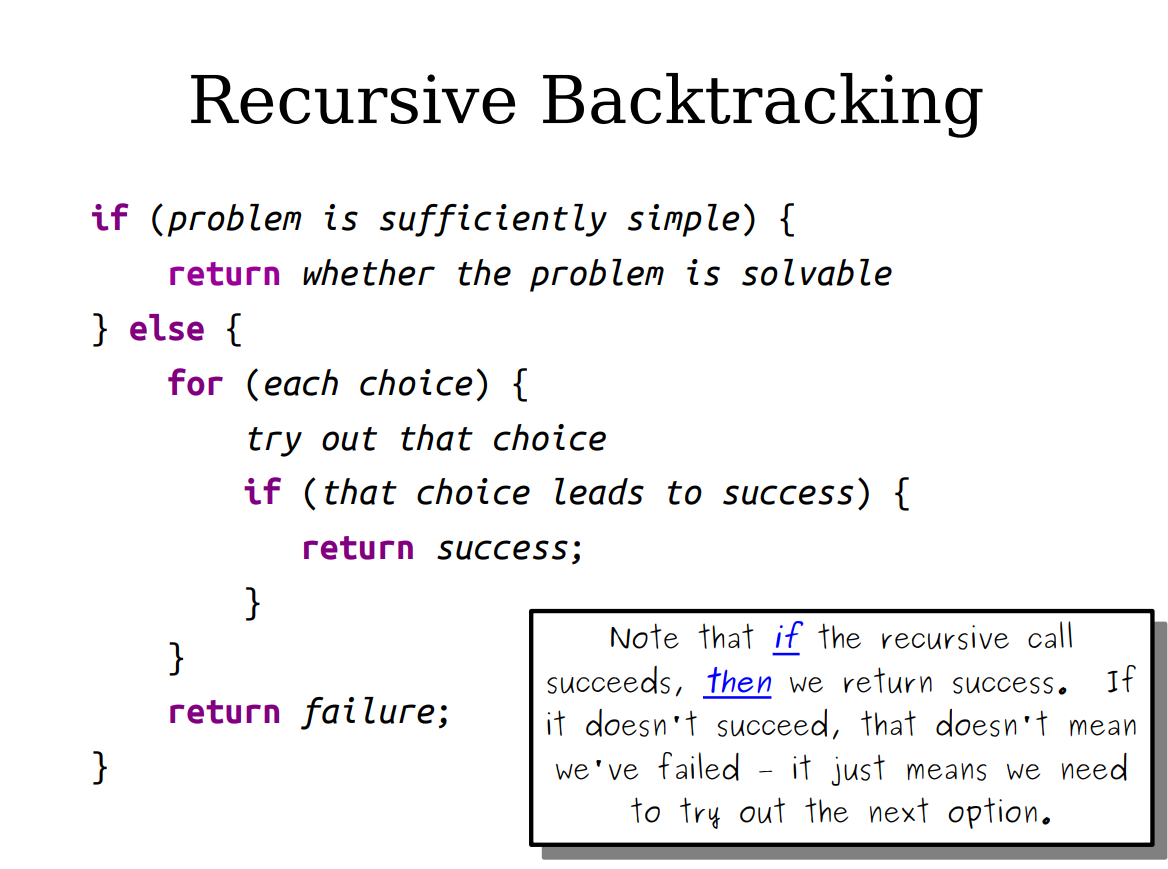 Recursive Backtracking
if (problem is sufficiently simple) {
return whether the problem is solvable
} else {
for (each choice) {
try out that choice
if (that choice leads to success) {
return success;
}
}
return failure;
}
Note that if the recursive call
succeeds, then we return success. If
it doesn't succeed, that doesn't mean
we've failed – it just means we need
to try out the next option.